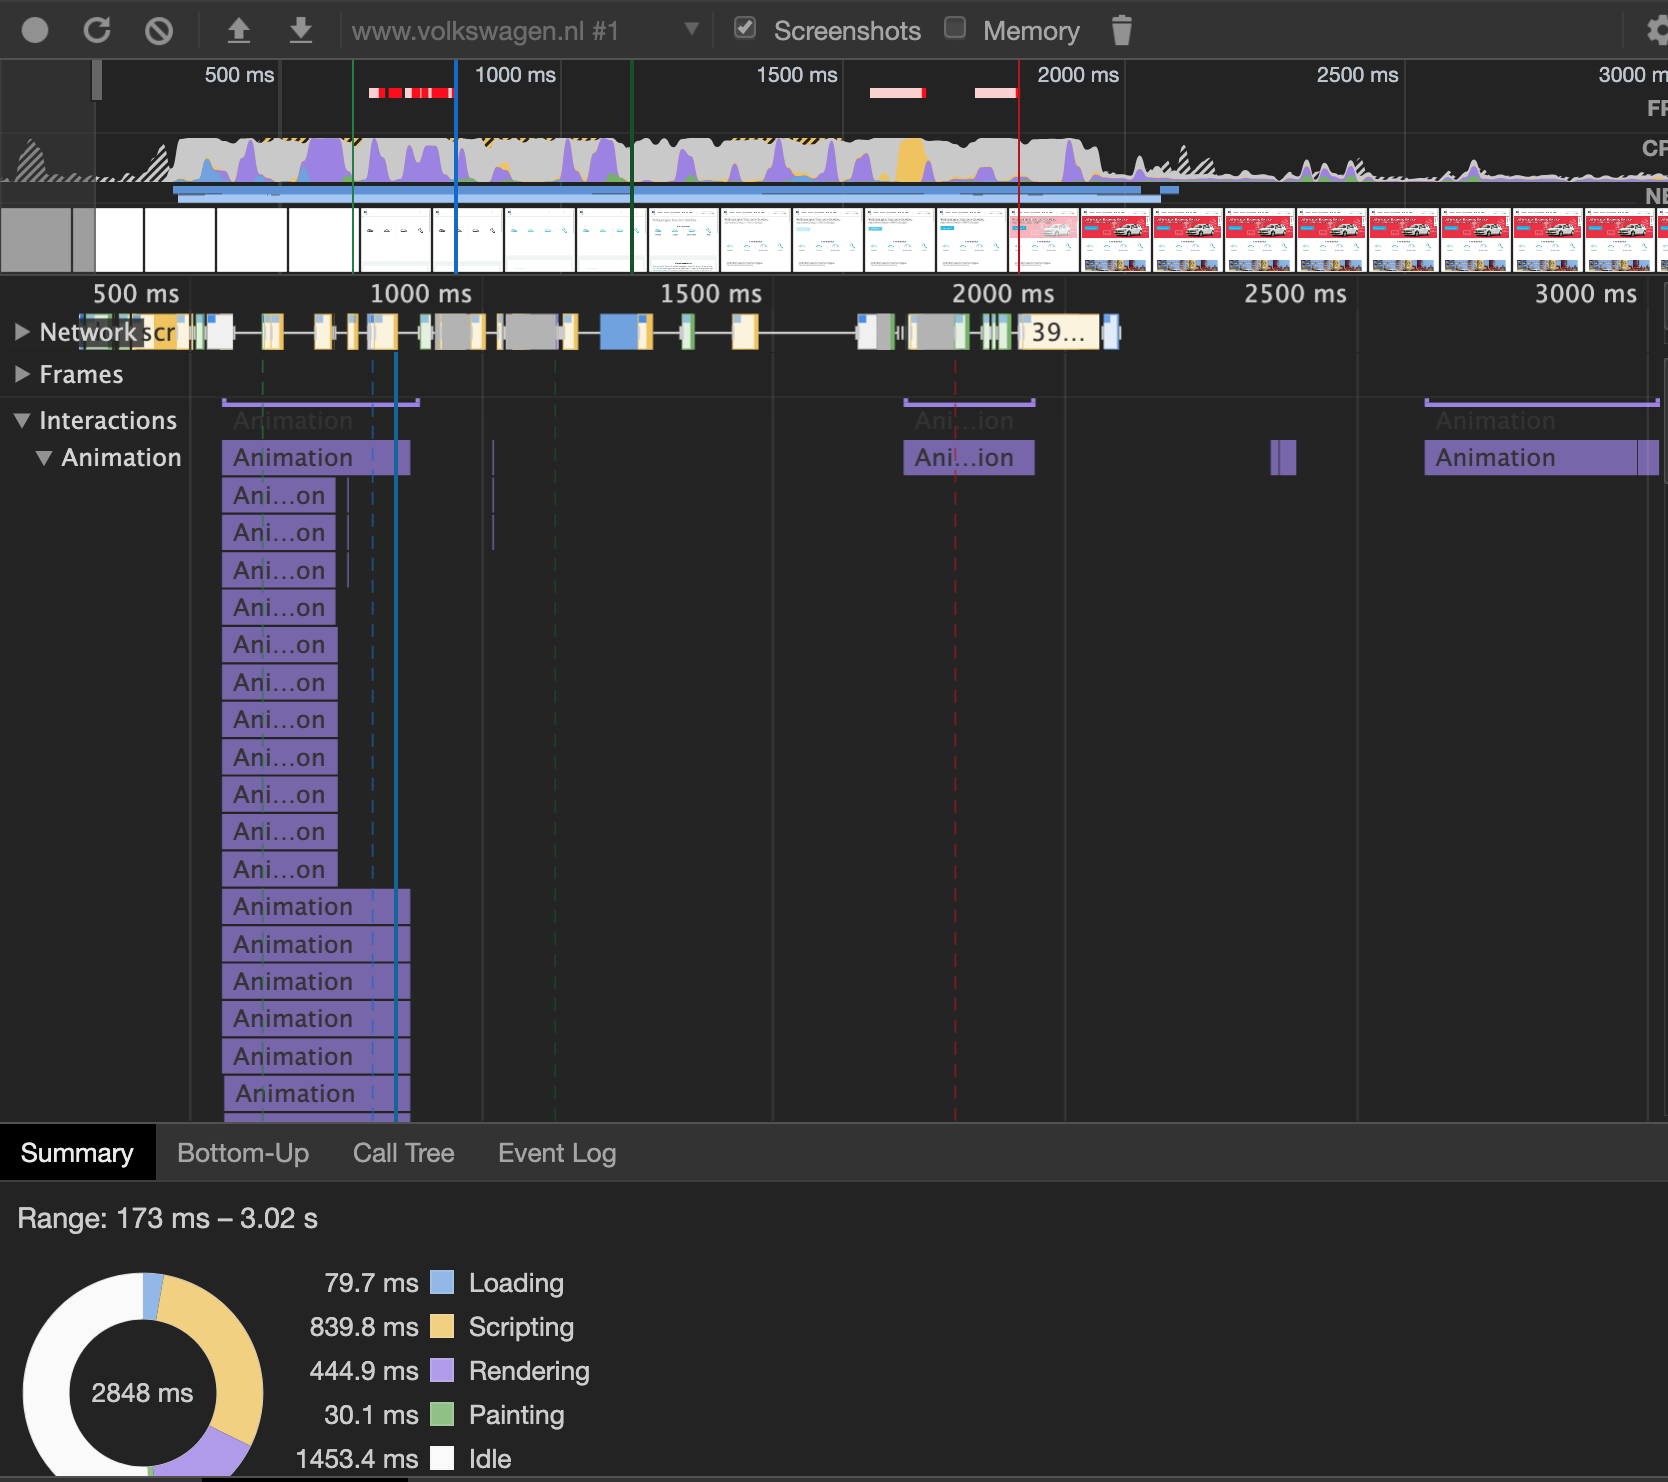 www.volkswagen.nl #1 Screenshots Memory
500 ms 1000 ms 1500 ms 2000 ms 2500 ms 3000 m
FF
CF
NE
500 ms 1000 ms 1500 ms 2000 ms 2500 ms 3000 ms
Network scr 39...
Frames
Interactions Animation Ani...ion Animation
Animation Animation Ani...ion Animation
Ani...on
Ani...on
Ani...on
Ani...on
Ani...on
Ani...on
Ani...on
Ani...on
Ani...on
Ani...on
Ani...on
Animation
Animation
Animation
Animation
Animation
Animation
Summary Bottom-Up Call Tree Event Log
Range: 173 ms – 3.02 s
79.7 ms Loading
839.8 ms Scripting
444.9 ms Rendering
2848 ms
30.1 ms Painting
1453.4 ms Idle